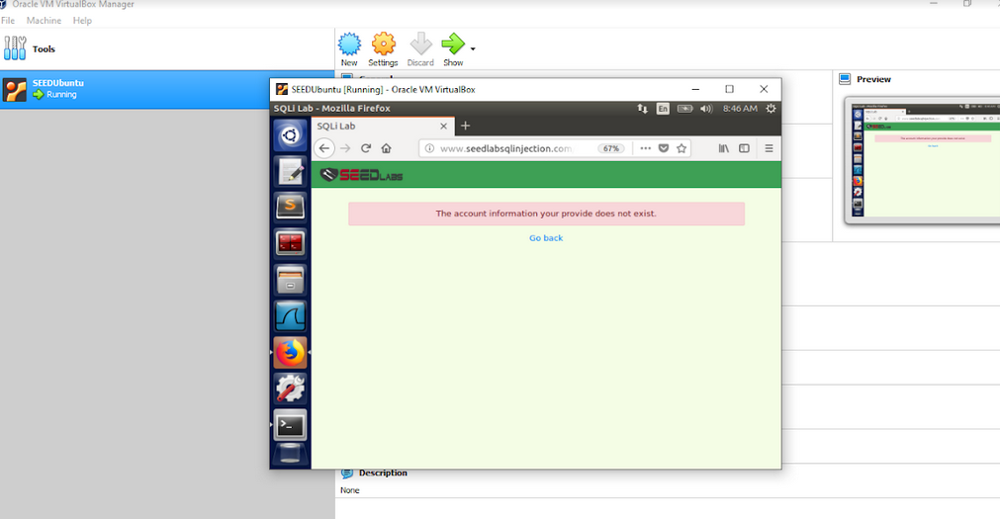 Oracle VM VirtualBox Manager
File Machine Help
Tools
New Settings Discard Show
SEEDUbuntu
Running
Preview
SEEDUbuntu [Running] - Oracle VM VirtualBox
SQLi Lab - Mozilla Firefox
En
8:46 AM
SQLi Lab
www.seedlabsqlinjection.com
67%
SEEDLABS
The account information your provide does not exist.
Go back
Description
None